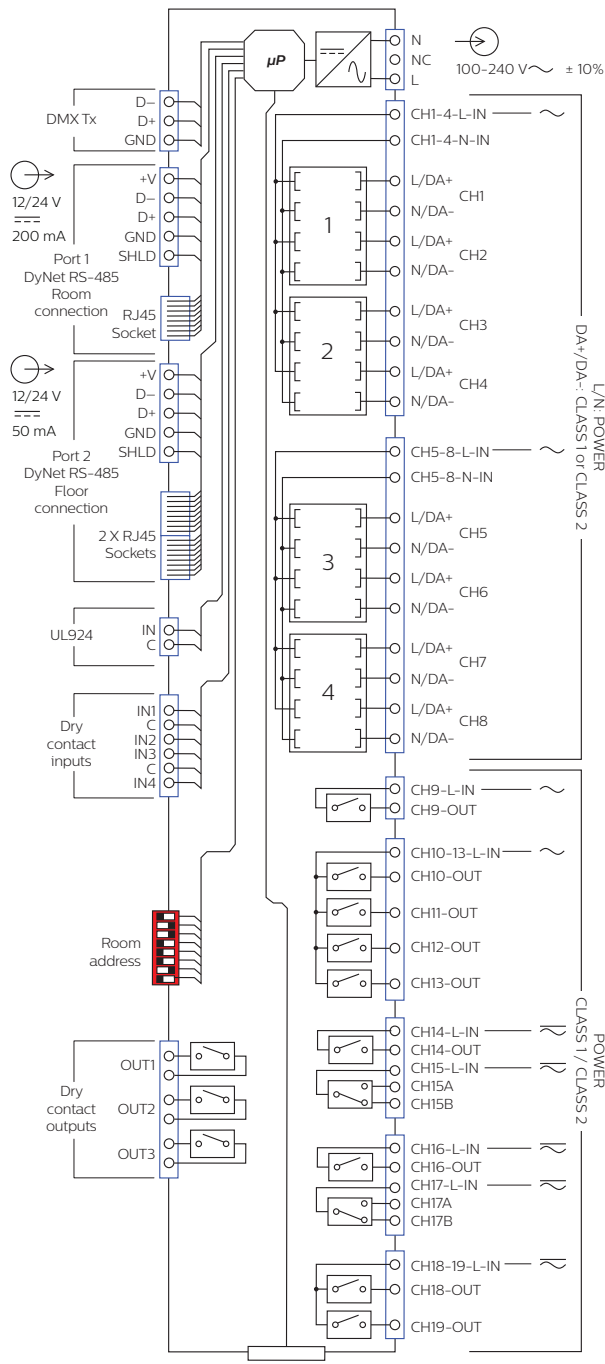 µP
N
NC
L
100-240 V ± 10%
DMX Tx
D-
D+
GND
12/24 V
200 mA
Port 1
DyNet RS-485
Room
connection
+V
D-
D+
GND
SHLD
RJ45
Socket
12/24 V
50 mA
Port 2
DyNet RS-485
Floor
connection
+V
D-
D+
GND
SHLD
2 X RJ45
Sockets
UL924
IN
C
Dry
contact
inputs
IN1
C
IN2
IN3
C
IN4
Room
address
Dry
contact
outputs
OUT1
OUT2
OUT3
CH1-4-L-IN
CH1-4-N-IN
1
L/DA+
CH1
N/DA-
L/DA+
CH2
N/DA-
2
L/DA+
CH3
N/DA-
L/DA+
CH4
N/DA-
CH5-8-L-IN
CH5-8-N-IN
3
L/DA+
CH5
N/DA-
L/DA+
CH6
N/DA-
4
L/DA+
CH7
N/DA-
L/DA+
CH8
N/DA-
L/N: POWER
DA+/DA-: CLASS 1 or CLASS 2
CH9-L-IN
CH9-OUT
CH10-13-L-IN
CH10-OUT
CH11-OUT
CH12-OUT
CH13-OUT
CH14-L-IN
CH14-OUT
CH15-L-IN
CH15A
CH15B
CH16-L-IN
CH16-OUT
CH17-L-IN
CH17A
CH17B
CH18-19-L-IN
CH18-OUT
CH19-OUT
POWER
CLASS 1 / CLASS 2